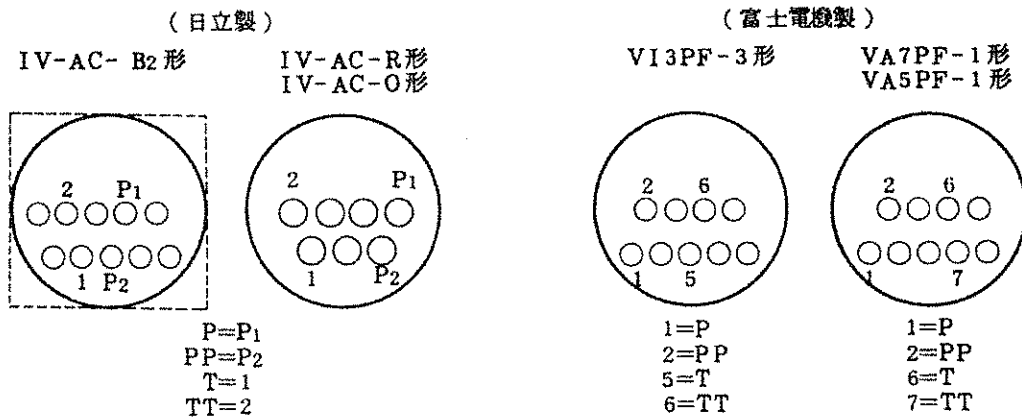 (日立製)
IV-AC-B2形
IV-AC-R形
IV-AC-O形
2 P1
1 P2
2 P1
1 P2
P=P1
PP=P2
T=1
TT=2
(富士電機製)
VI3PF-3形
VA7PF-1形
VA5PF-1形
2 6
1 5
2 6
1 7
1=P
2=PP
5=T
6=TT
1=P
2=PP
6=T
7=TT